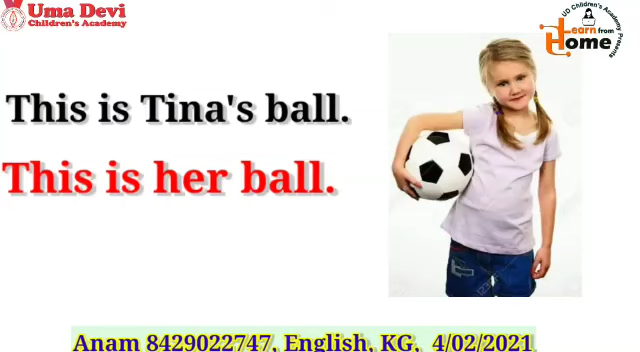 Uma Devi
Children's Academy
UD Children's Academy Presents
Learn from
Home
This is Tina's ball.
This is her ball.
Anam 8429022747, English, KG, 4/02/2021